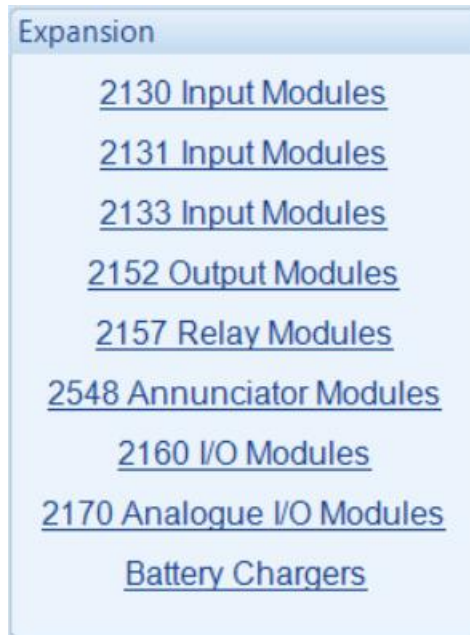 Expansion
2130 Input Modules
2131 Input Modules
2133 Input Modules
2152 Output Modules
2157 Relay Modules
2548 Annunciator Modules
2160 I/O Modules
2170 Analogue I/O Modules
Battery Chargers